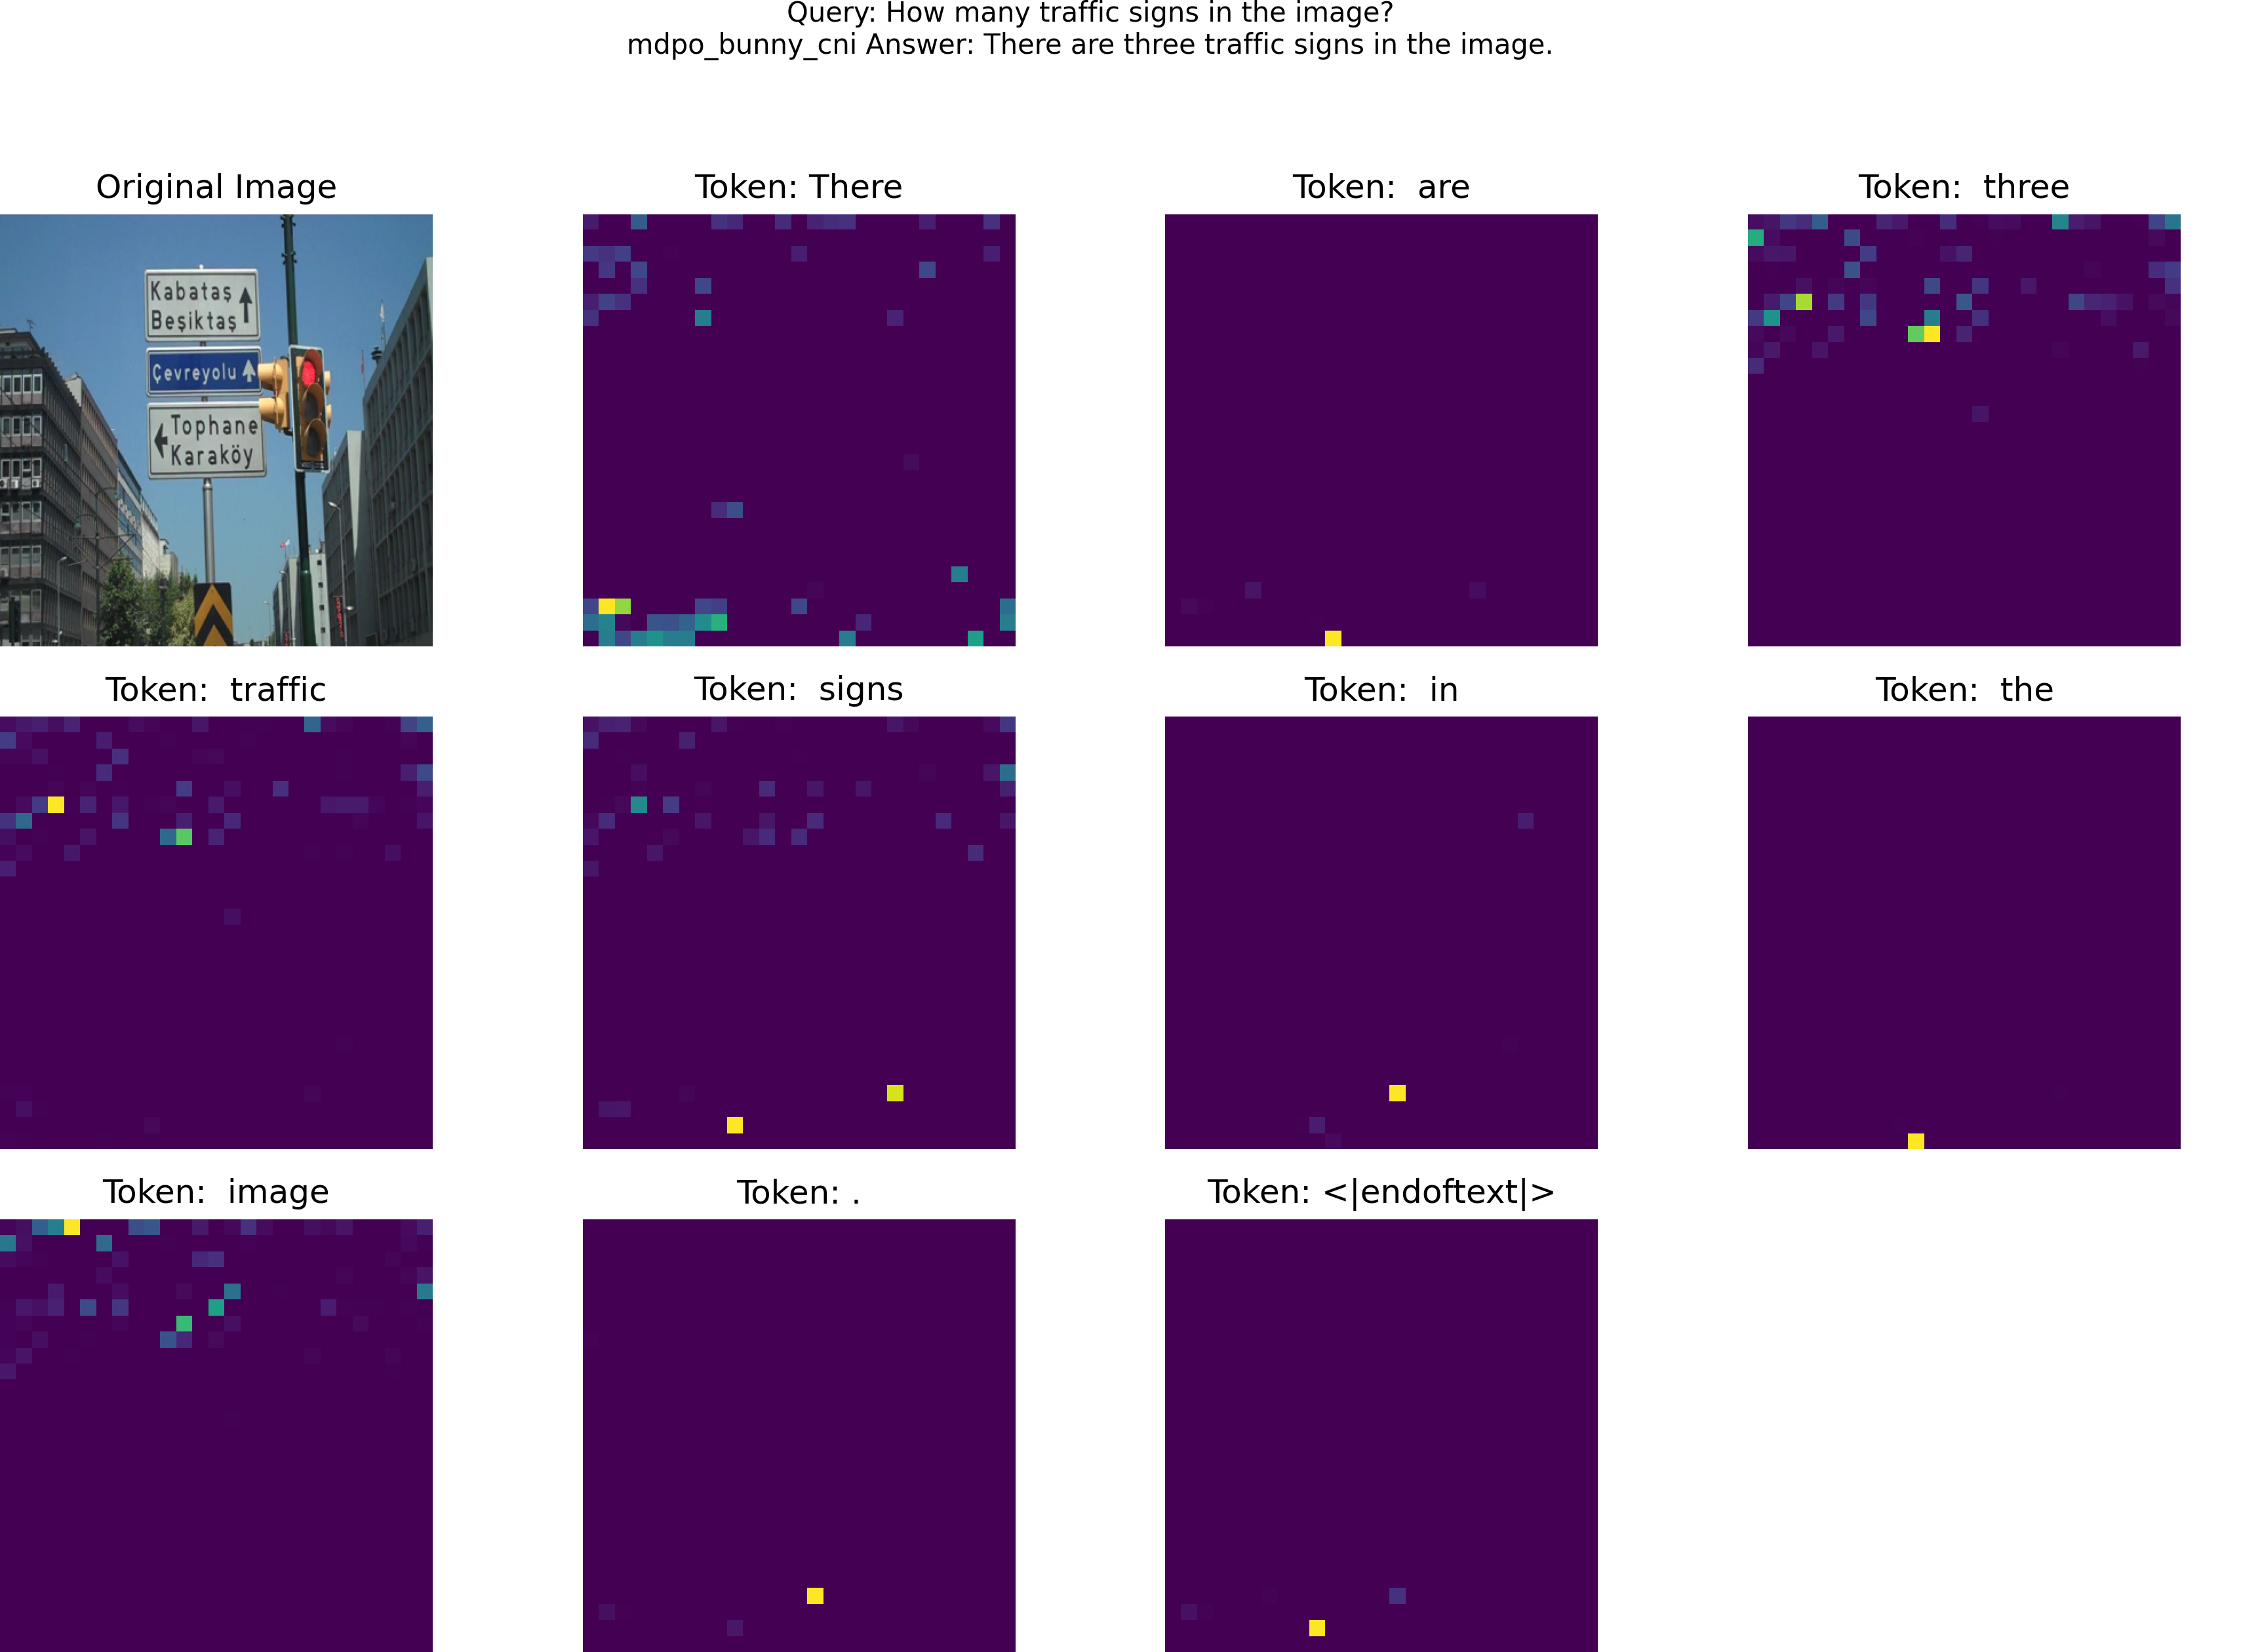 Query: How many traffic signs in the image?
mdpo_bunny_cni Answer: There are three traffic signs in the image.
Original Image
Token: There
Token:  are
Token:  three
Kabataş
Beşiktaş
Çevreyolu
Tophane
Karaköy
Token:  traffic
Token:  signs
Token:  in
Token:  the
Token:  image
Token: .
Token: <|endoftext|>